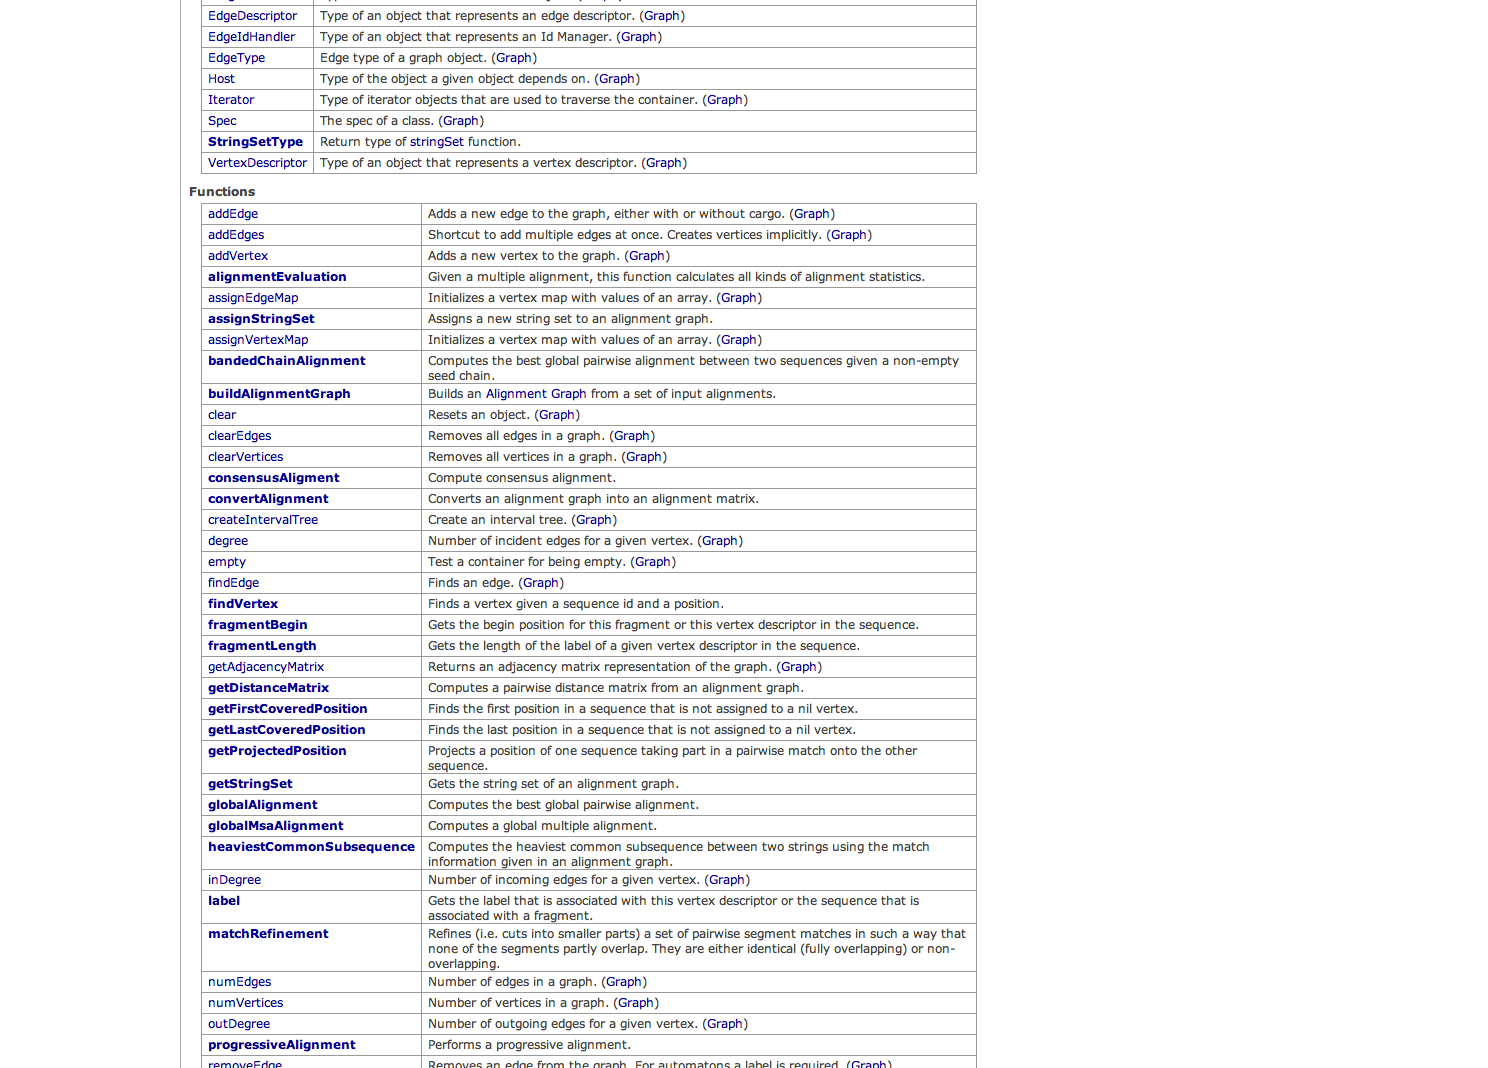 EdgeDescriptor Type of an object that represents an edge descriptor. (Graph)
EdgeIdHandler Type of an object that represents an Id Manager. (Graph)
EdgeType Edge type of a graph object. (Graph)
Host Type of the object a given object depends on. (Graph)
Iterator Type of iterator objects that are used to traverse the container. (Graph)
Spec The spec of a class. (Graph)
StringSetType Return type of stringSet function.
VertexDescriptor Type of an object that represents a vertex descriptor. (Graph)
Functions
addEdge Adds a new edge to the graph, either with or without cargo. (Graph)
addEdges Shortcut to add multiple edges at once. Creates vertices implicitly. (Graph)
addVertex Adds a new vertex to the graph. (Graph)
alignmentEvaluation Given a multiple alignment, this function calculates all kinds of alignment statistics.
assignEdgeMap Initializes a vertex map with values of an array. (Graph)
assignStringSet Assigns a new string set to an alignment graph.
assignVertexMap Initializes a vertex map with values of an array. (Graph)
bandedChainAlignment Computes the best global pairwise alignment between two sequences given a non-empty
seed chain.
buildAlignmentGraph Builds an Alignment Graph from a set of input alignments.
clear Resets an object. (Graph)
clearEdges Removes all edges in a graph. (Graph)
clearVertices Removes all vertices in a graph. (Graph)
consensusAligment Compute consensus alignment.
convertAlignment Converts an alignment graph into an alignment matrix.
createIntervalTree Create an interval tree. (Graph)
degree Number of incident edges for a given vertex. (Graph)
empty Test a container for being empty. (Graph)
findEdge Finds an edge. (Graph)
findVertex Finds a vertex given a sequence id and a position.
fragmentBegin Gets the begin position for this fragment or this vertex descriptor in the sequence.
fragmentLength Gets the length of the label of a given vertex descriptor in the sequence.
getAdjacencyMatrix Returns an adjacency matrix representation of the graph. (Graph)
getDistanceMatrix Computes a pairwise distance matrix from an alignment graph.
getFirstCoveredPosition Finds the first position in a sequence that is not assigned to a nil vertex.
getLastCoveredPosition Finds the last position in a sequence that is not assigned to a nil vertex.
getProjectedPosition Projects a position of one sequence taking part in a pairwise match onto the other
sequence.
getStringSet Gets the string set of an alignment graph.
globalAlignment Computes the best global pairwise alignment.
globalMsaAlignment Computes a global multiple alignment.
heaviestCommonSubsequence Computes the heaviest common subsequence between two strings using the match
information given in an alignment graph.
inDegree Number of incoming edges for a given vertex. (Graph)
label Gets the label that is associated with this vertex descriptor or the sequence that is
associated with a fragment.
matchRefinement Refines (i.e. cuts into smaller parts) a set of pairwise segment matches in such a way that
none of the segments partly overlap. They are either identical (fully overlapping) or non-
overlapping.
numEdges Number of edges in a graph. (Graph)
numVertices Number of vertices in a graph. (Graph)
outDegree Number of outgoing edges for a given vertex. (Graph)
progressiveAlignment Performs a progressive alignment.
removeEdge Removes an edge from the graph. For automatons a label is required. (Graph)